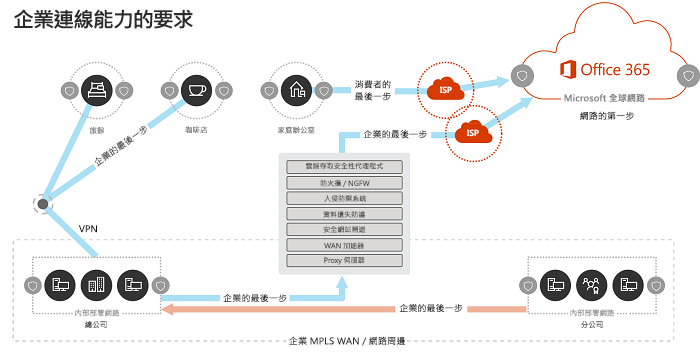 企業連線能力的要求
Office 365
Microsoft 全球網路
網路的第一步
消費者的
最後一步
ISP
企業的最後一步
ISP
旅館
咖啡店
家庭辦公室
企業的最後一步
雲端存取安全性代理程式
防火牆 / NGFW
入侵防禦系統
資料遺失防護
安全網站閘道
WAN 加速器
Proxy 伺服器
VPN
內部部署網路
總公司
企業的最後一步
企業的最後一步
內部部署網路
分公司
企業 MPLS WAN / 網路周邊